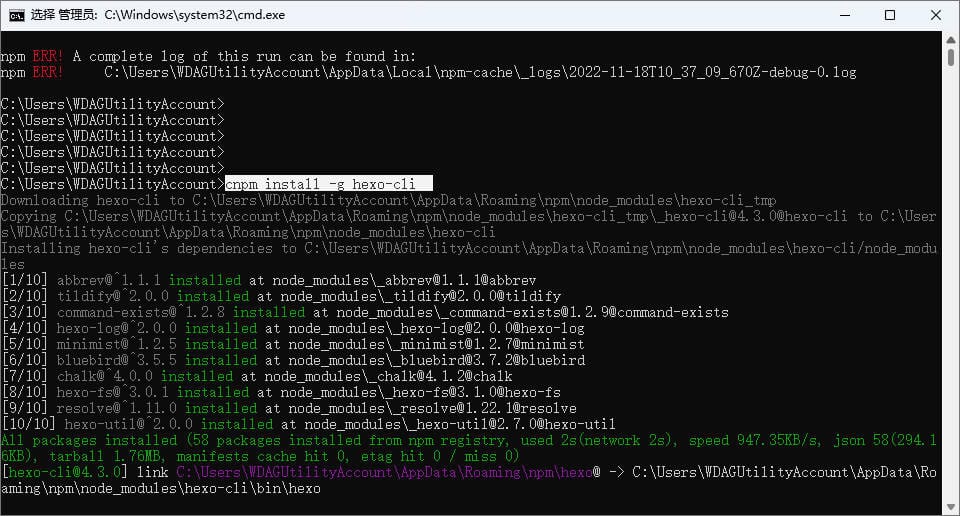 选择 管理员: C:\Windows\system32\cmd.exe
npm ERR! A complete log of this run can be found in:
npm ERR!     C:\Users\WDAGUtilityAccount\AppData\Local\npm-cache\_logs\2022-11-18T10_37_09_670Z-debug-0.log
C:\Users\WDAGUtilityAccount>
C:\Users\WDAGUtilityAccount>
C:\Users\WDAGUtilityAccount>
C:\Users\WDAGUtilityAccount>
C:\Users\WDAGUtilityAccount>
C:\Users\WDAGUtilityAccount>cnpm install -g hexo-cli
Downloading hexo-cli to C:\Users\WDAGUtilityAccount\AppData\Roaming\npm\node_modules\hexo-cli_tmp
Copying C:\Users\WDAGUtilityAccount\AppData\Roaming\npm\node_modules\hexo-cli_tmp\_hexo-cli@4.3.0@hexo-cli to C:\User
s\WDAGUtilityAccount\AppData\Roaming\npm\node_modules\hexo-cli
Installing hexo-cli's dependencies to C:\Users\WDAGUtilityAccount\AppData\Roaming\npm\node_modules\hexo-cli/node_modu
les
[1/10] abbrev@^1.1.1 installed at node_modules\_abbrev@1.1.1@abbrev
[2/10] tildify@^2.0.0 installed at node_modules\_tildify@2.0.0@tildify
[3/10] command-exists@^1.2.8 installed at node_modules\_command-exists@1.2.9@command-exists
[4/10] hexo-log@^2.0.0 installed at node_modules\_hexo-log@2.0.0@hexo-log
[5/10] minimist@^1.2.5 installed at node_modules\_minimist@1.2.7@minimist
[6/10] bluebird@^3.5.5 installed at node_modules\_bluebird@3.7.2@bluebird
[7/10] chalk@^4.0.0 installed at node_modules\_chalk@4.1.2@chalk
[8/10] hexo-fs@^3.0.1 installed at node_modules\_hexo-fs@3.1.0@hexo-fs
[9/10] resolve@^1.11.0 installed at node_modules\_resolve@1.22.1@resolve
[10/10] hexo-util@^2.0.0 installed at node_modules\_hexo-util@2.7.0@hexo-util
All packages installed (58 packages installed from npm registry, used 2s(network 2s), speed 947.35KB/s, json 58(294.1
6KB), tarball 1.76MB, manifests cache hit 0, etag hit 0 / miss 0)
[hexo-cli@4.3.0] link C:\Users\WDAGUtilityAccount\AppData\Roaming\npm\hexo@ -> C:\Users\WDAGUtilityAccount\AppData\Ro
aming\npm\node_modules\hexo-cli\bin\hexo